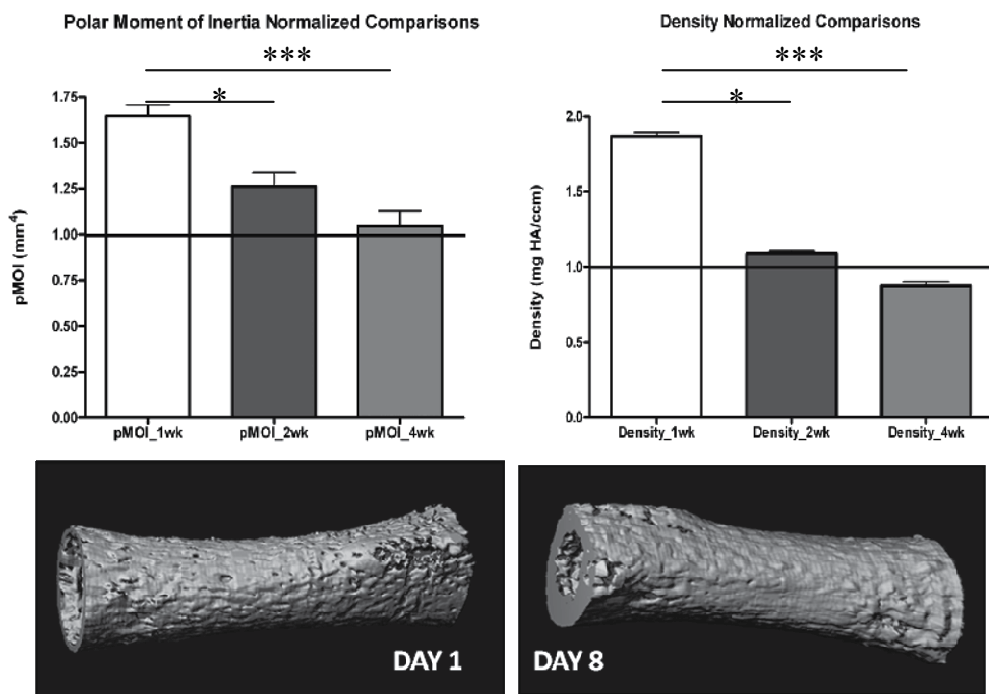 Polar Moment of Inertia Normalized Comparisons
***
*
pMOI (mm4)
1.75
1.50
1.25
1.00
0.75
0.50
0.25
0.00
pMOI_1wk pMOI_2wk pMOI_4wk
Density Normalized Comparisons
***
*
Density (mg HA/ccm)
2.0
1.5
1.0
0.5
0.0
Density_1wk Density_2wk Density_4wk
DAY 1
DAY 8